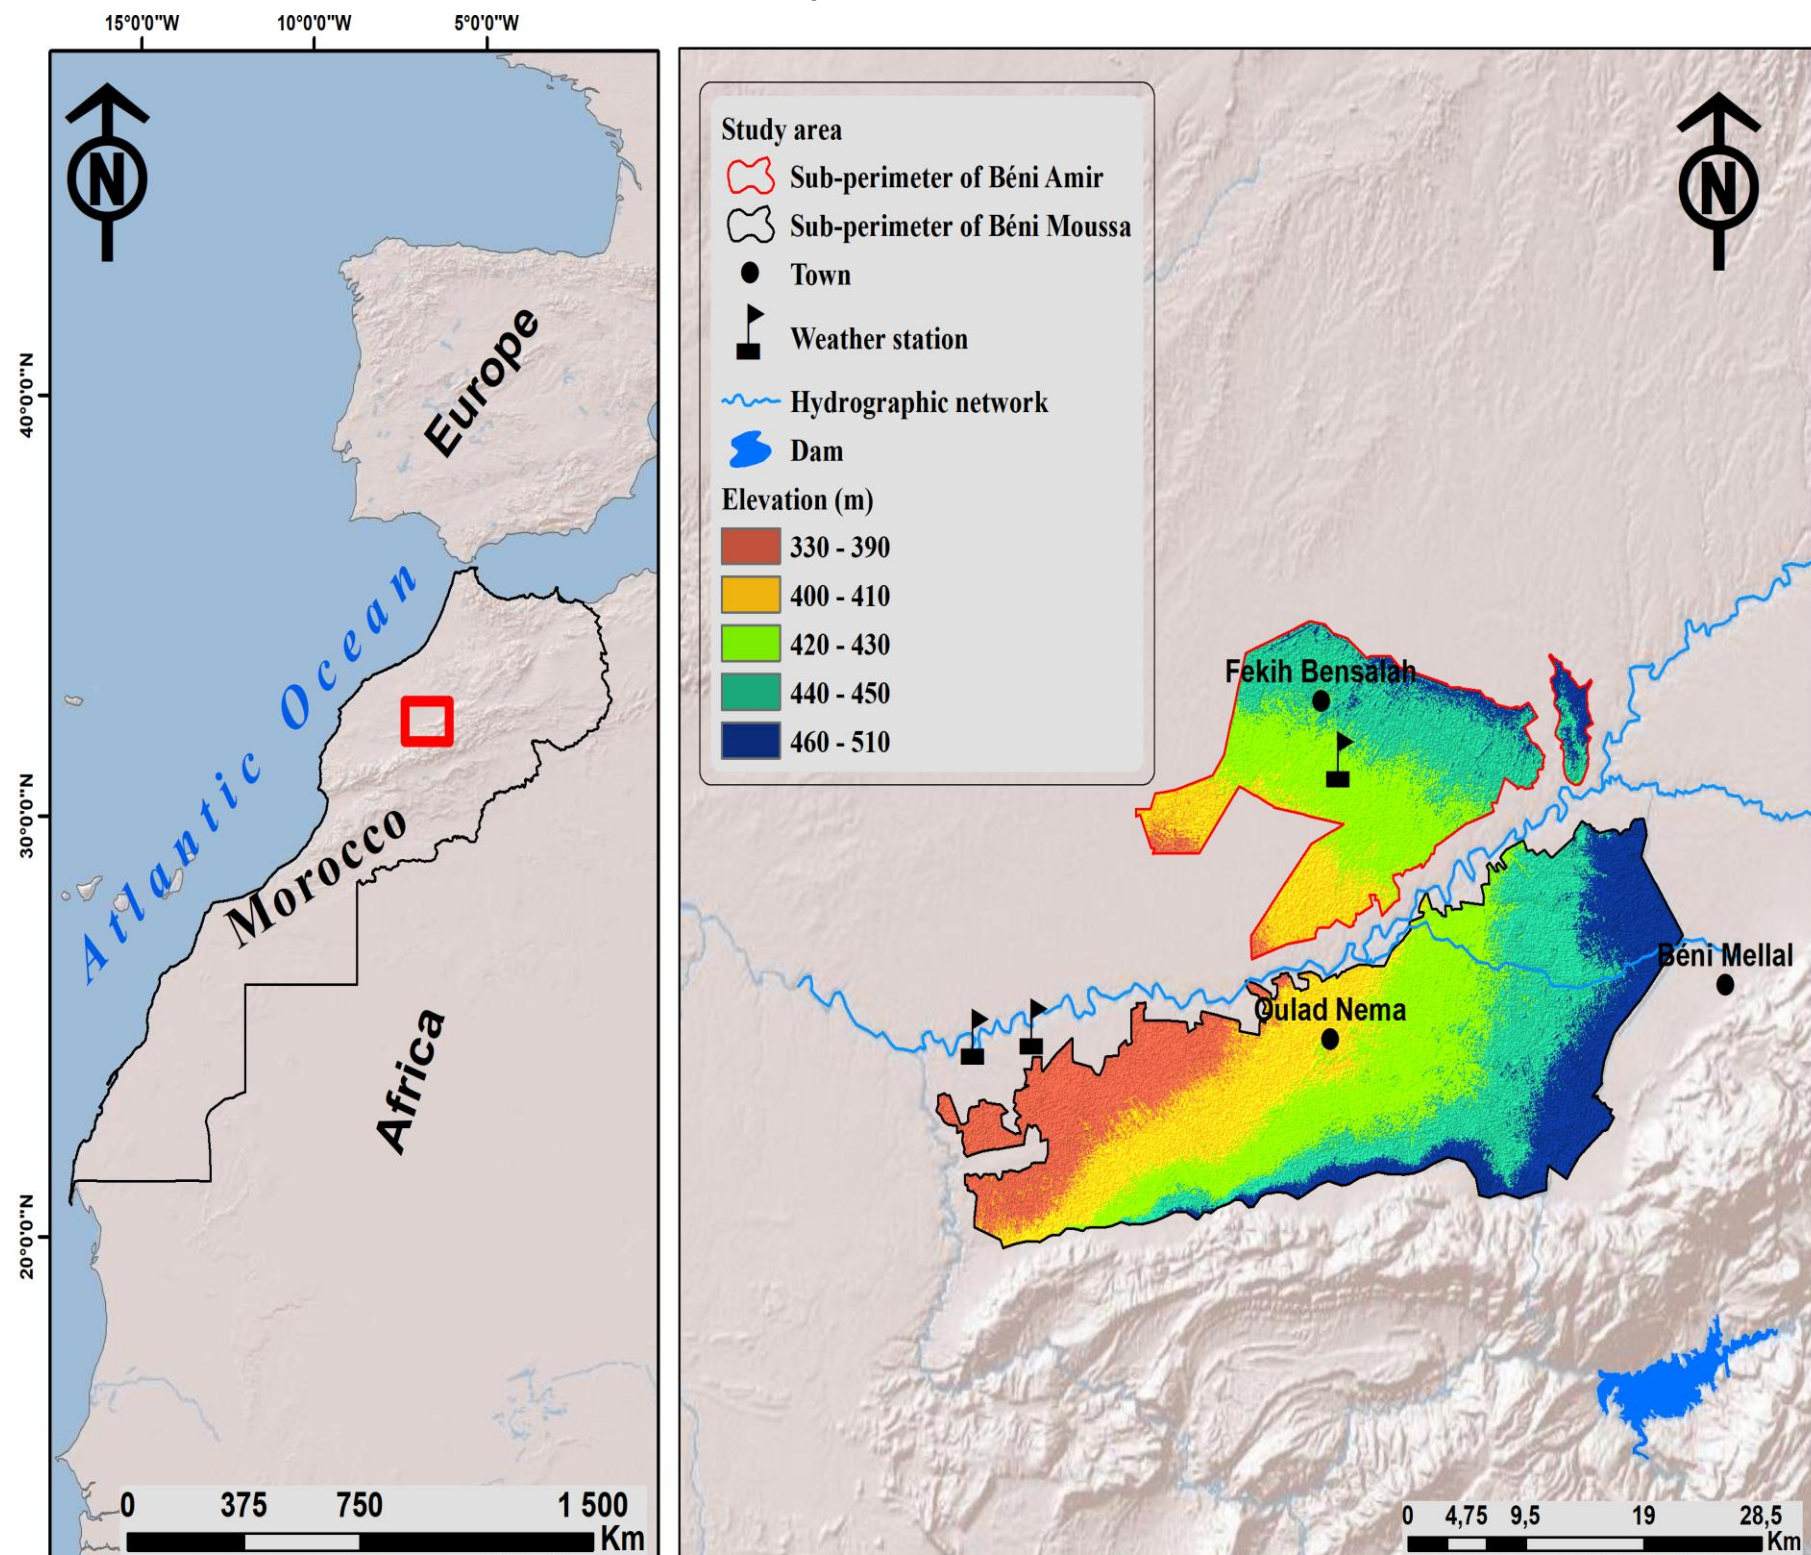 15°0'0"W
10°0'0"W
5°0'0"W
40°0'0"N
30°0'0"N
20°0'0"N
N
Europe
Atlantic Ocean
Morocco
Africa
0 375 750 1 500
Km
N
Study area
Sub-perimeter of Béni Amir
Sub-perimeter of Béni Moussa
Town
Weather station
Hydrographic network
Dam
Elevation (m)
330 - 390
400 - 410
420 - 430
440 - 450
460 - 510
Fekih Bensalah
Béni Mellal
Oulad Nema
0 4,75 9,5 19 28,5
Km